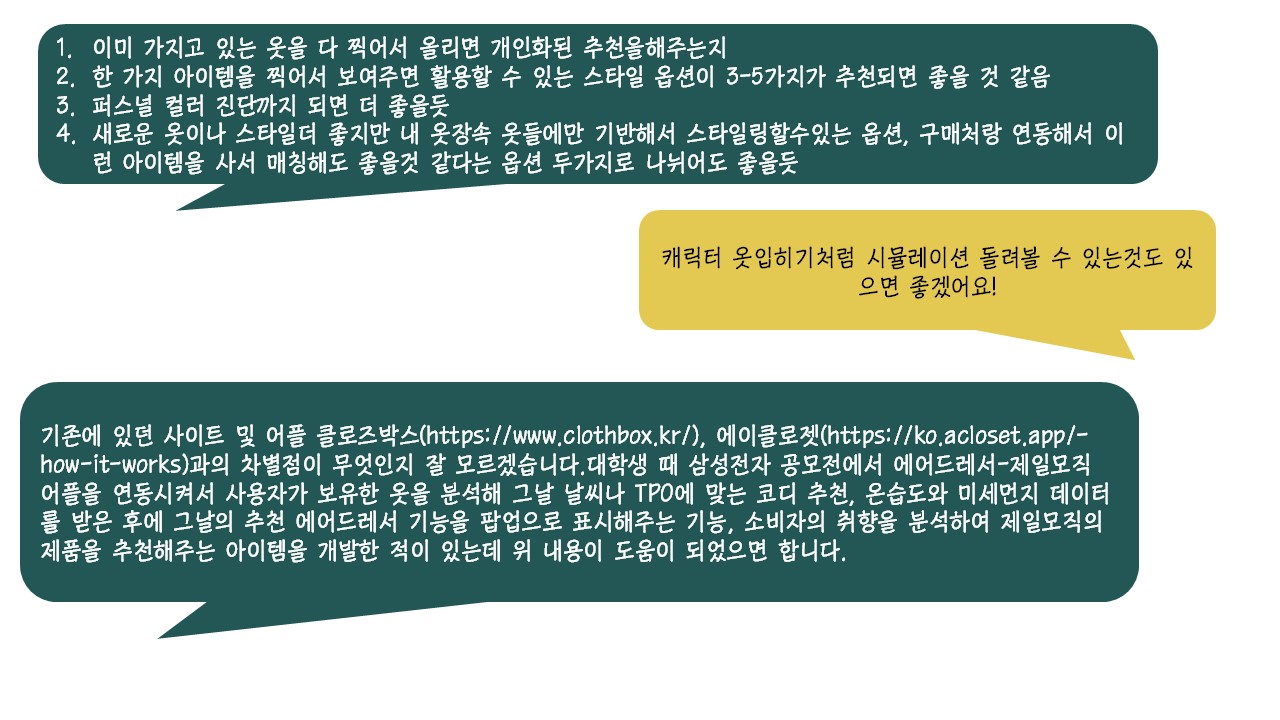 1. 이미 가지고 있는 옷을 다 찍어서 올리면 개인화된 추천을해주는지
2. 한 가지 아이템을 찍어서 보여주면 활용할 수 있는 스타일 옵션이 3-5가지가 추천되면 좋을 것 같음
3. 퍼스널 컬러 진단까지 되면 더 좋을듯
4. 새로운 옷이나 스타일더 좋지만 내 옷장속 옷들에만 기반해서 스타일링할수있는 옵션, 구매처랑 연동해서 이
런 아이템을 사서 매칭해도 좋을것 같다는 옵션 두가지로 나뉘어도 좋을듯
캐릭터 옷입히기처럼 시뮬레이션 돌려볼 수 있는것도 있
으면 좋겠어요!
기존에 있던 사이트 및 어플 클로즈박스(https://www.clothbox.kr/), 에이클로젯(https://ko.acloset.app/-
how-it-works)과의 차별점이 무엇인지 잘 모르겠습니다.대학생 때 삼성전자 공모전에서 에어드레서-제일모직
어플을 연동시켜서 사용자가 보유한 옷을 분석해 그날 날씨나 TPO에 맞는 코디 추천, 온습도와 미세먼지 데이터
를 받은 후에 그날의 추천 에어드레서 기능을 팝업으로 표시해주는 기능, 소비자의 취향을 분석하여 제일모직의
제품을 추천해주는 아이템을 개발한 적이 있는데 위 내용이 도움이 되었으면 합니다.